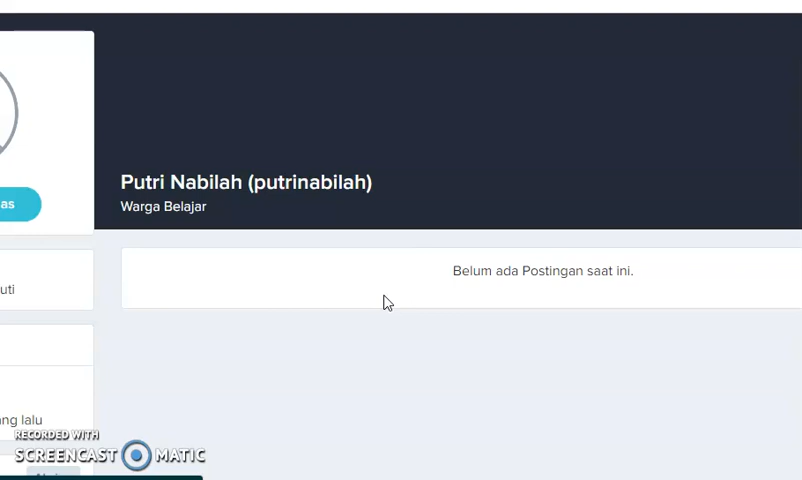 Putri Nabilah (putrinabilah)
Warga Belajar
as
Belum ada Postingan saat ini.
uti
ang lalu
RECORDED WITH
SCREENCAST MATIC